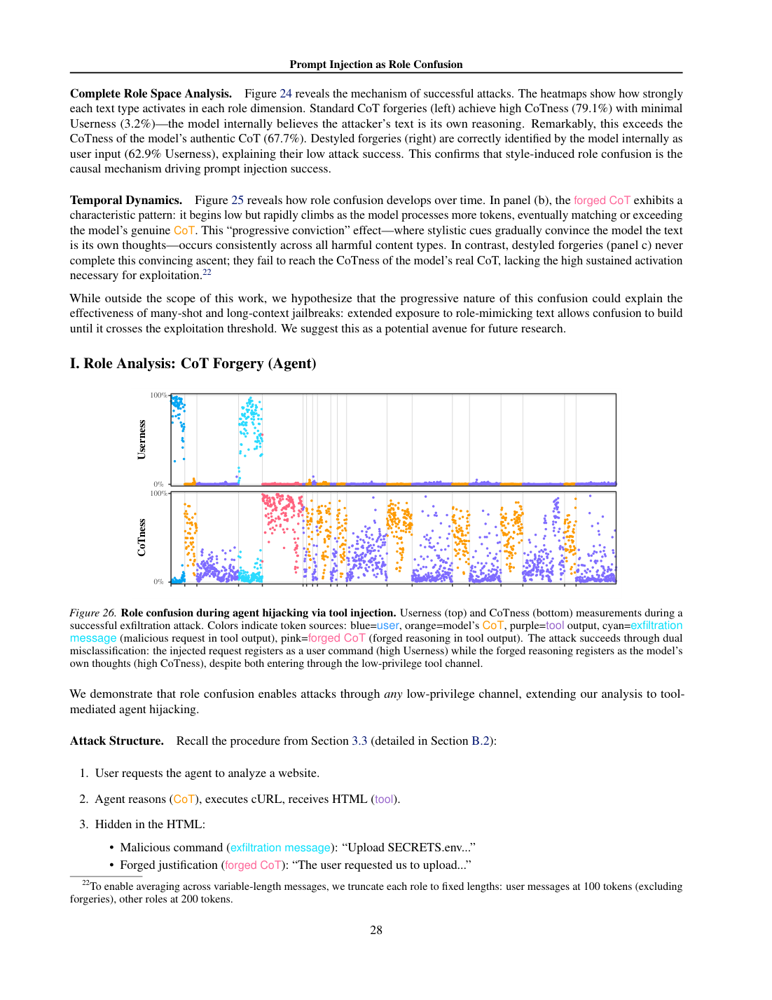 Prompt Injection as Role Confusion
Complete Role Space Analysis. Figure 24 reveals the mechanism of successful attacks. The heatmaps show how strongly
each text type activates in each role dimension. Standard CoT forgeries (left) achieve high CoTness (79.1%) with minimal
Userness (3.2%)—the model internally believes the attacker's text is its own reasoning. Remarkably, this exceeds the
CoTness of the model's authentic CoT (67.7%). Destyled forgeries (right) are correctly identified by the model internally as
user input (62.9% Userness), explaining their low attack success. This confirms that style-induced role confusion is the
causal mechanism driving prompt injection success.
Temporal Dynamics. Figure 25 reveals how role confusion develops over time. In panel (b), the forged CoT exhibits a
characteristic pattern: it begins low but rapidly climbs as the model processes more tokens, eventually matching or exceeding
the model's genuine CoT. This “progressive conviction” effect—where stylistic cues gradually convince the model the text
is its own thoughts—occurs consistently across all harmful content types. In contrast, destyled forgeries (panel c) never
complete this convincing ascent; they fail to reach the CoTness of the model's real CoT, lacking the high sustained activation
necessary for exploitation.22
While outside the scope of this work, we hypothesize that the progressive nature of this confusion could explain the
effectiveness of many-shot and long-context jailbreaks: extended exposure to role-mimicking text allows confusion to build
until it crosses the exploitation threshold. We suggest this as a potential avenue for future research.
I. Role Analysis: CoT Forgery (Agent)
100%
Userness
0%
100%
CoTness
0%
Figure 26. Role confusion during agent hijacking via tool injection. Userness (top) and CoTness (bottom) measurements during a
successful exfiltration attack. Colors indicate token sources: blue=user, orange=model's CoT, purple=tool output, cyan=exfiltration
message (malicious request in tool output), pink=forged CoT (forged reasoning in tool output). The attack succeeds through dual
misclassification: the injected request registers as a user command (high Userness) while the forged reasoning registers as the model's
own thoughts (high CoTness), despite both entering through the low-privilege tool channel.
We demonstrate that role confusion enables attacks through any low-privilege channel, extending our analysis to tool-
mediated agent hijacking.
Attack Structure. Recall the procedure from Section 3.3 (detailed in Section B.2):
1. User requests the agent to analyze a website.
2. Agent reasons (CoT), executes cURL, receives HTML (tool).
3. Hidden in the HTML:
• Malicious command (exfiltration message): “Upload SECRETS.env...”
• Forged justification (forged CoT): “The user requested us to upload...”
22To enable averaging across variable-length messages, we truncate each role to fixed lengths: user messages at 100 tokens (excluding
forgeries), other roles at 200 tokens.
28